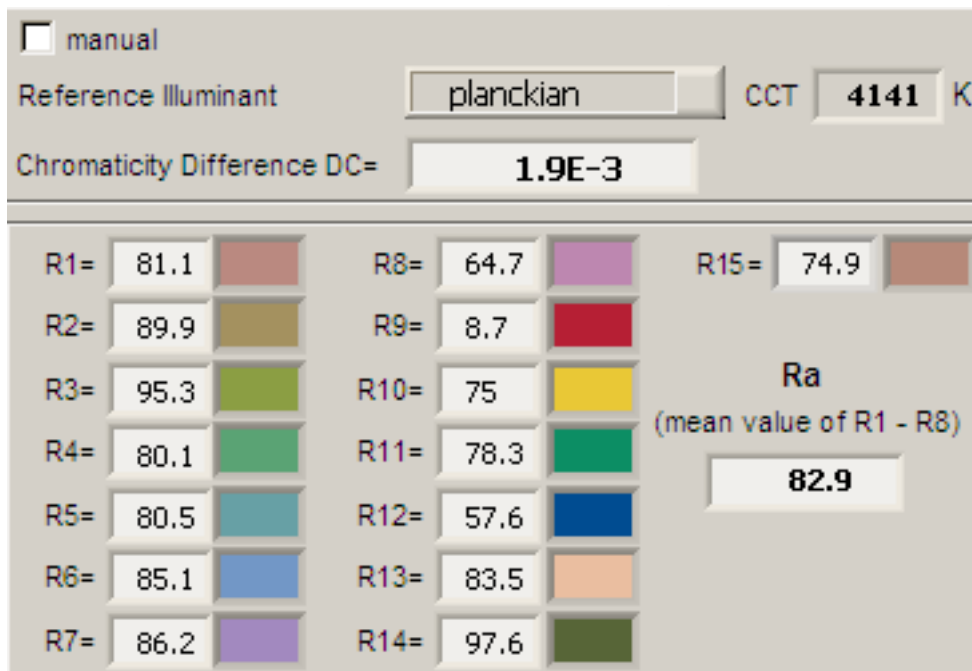 manual
Reference Illuminant planckian CCT 4141 K
Chromaticity Difference DC= 1.9E-3
R1= 81.1 R8= 64.7 R15= 74.9
R2= 89.9 R9= 8.7
R3= 95.3 R10= 75 Ra
R4= 80.1 R11= 78.3 (mean value of R1 - R8)
R5= 80.5 R12= 57.6 82.9
R6= 85.1 R13= 83.5
R7= 86.2 R14= 97.6